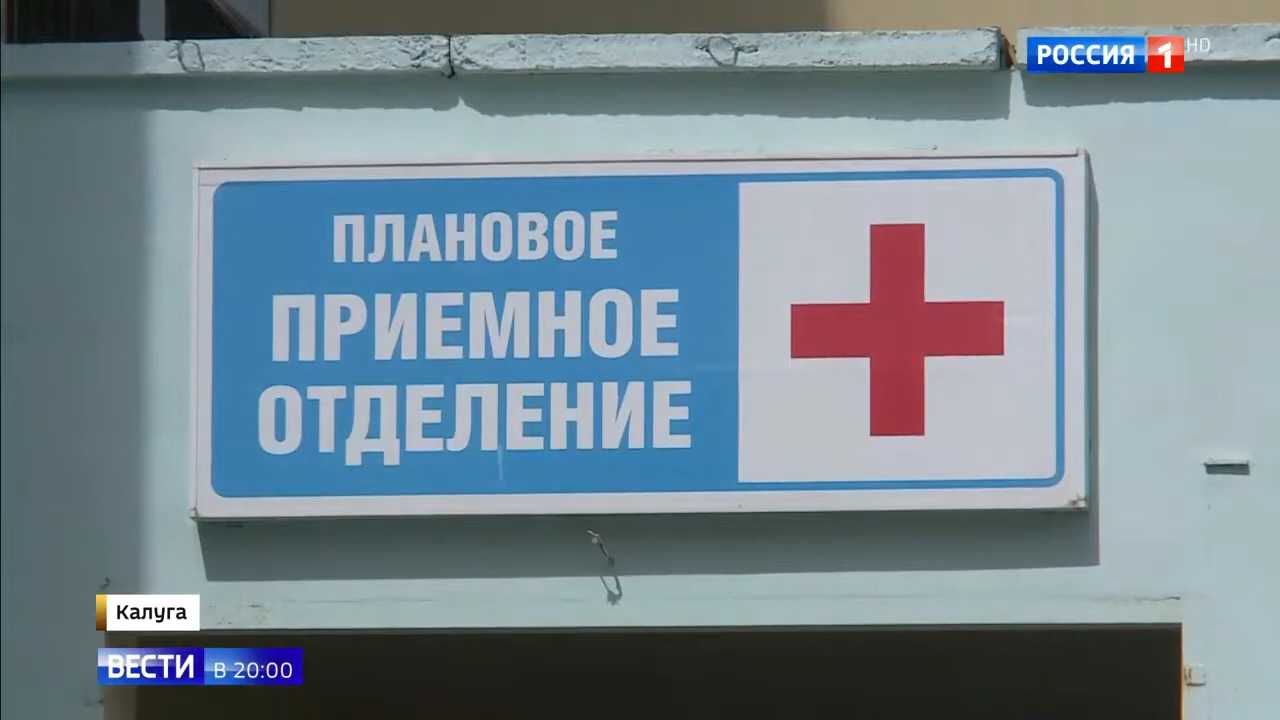 РОССИЯ 1 HD
ПЛАНОВОЕ
ПРИЕМНОЕ
ОТДЕЛЕНИЕ
Калуга
ВЕСТИ В 20:00